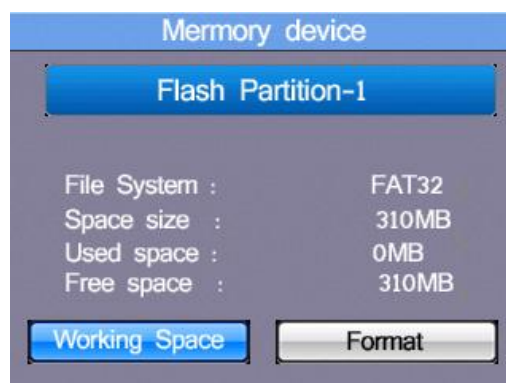 Mermory device
Flash Partition-1
File System : FAT32
Space size : 310MB
Used space : 0MB
Free space : 310MB
Working Space Format